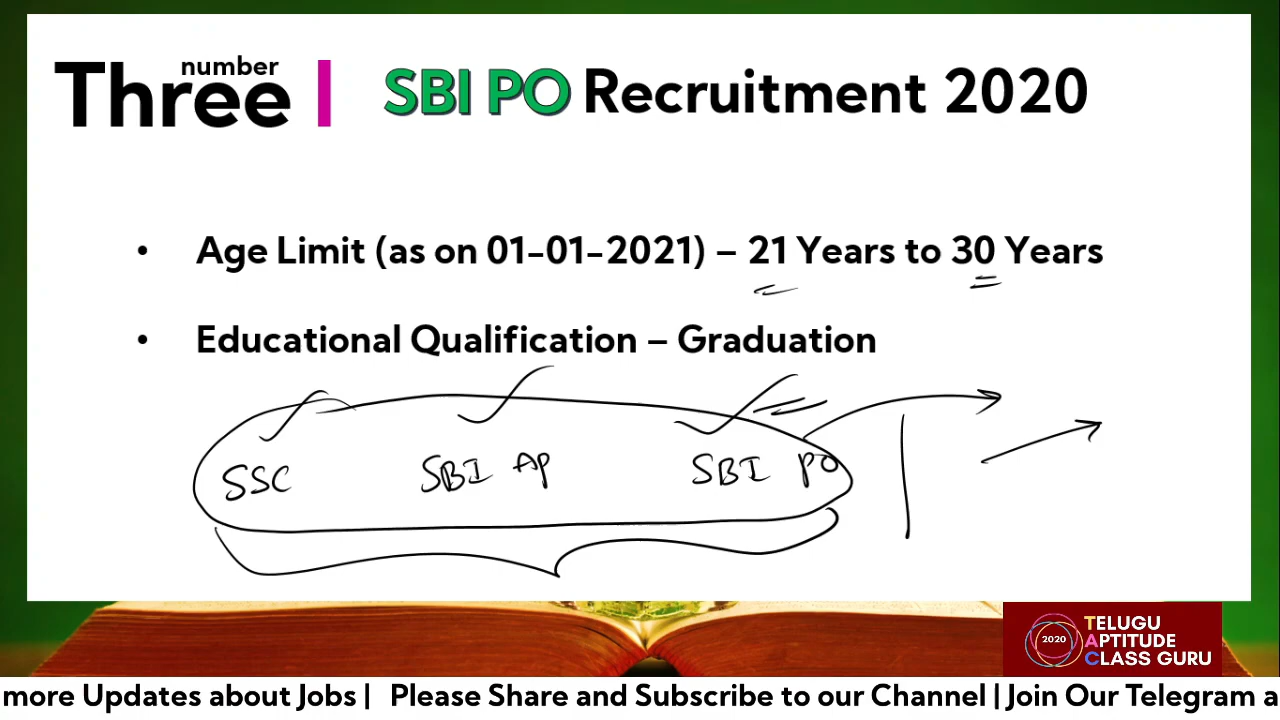 number
Three | SBI PO Recruitment 2020
• Age Limit (as on 01-01-2021) – 21 Years to 30 Years
• Educational Qualification – Graduation
SSC SBI AP SBI PO
2020
TELUGU
APTITUDE
CLASS GURU
more Updates about Jobs | Please Share and Subscribe to our Channel | Join Our Telegram a